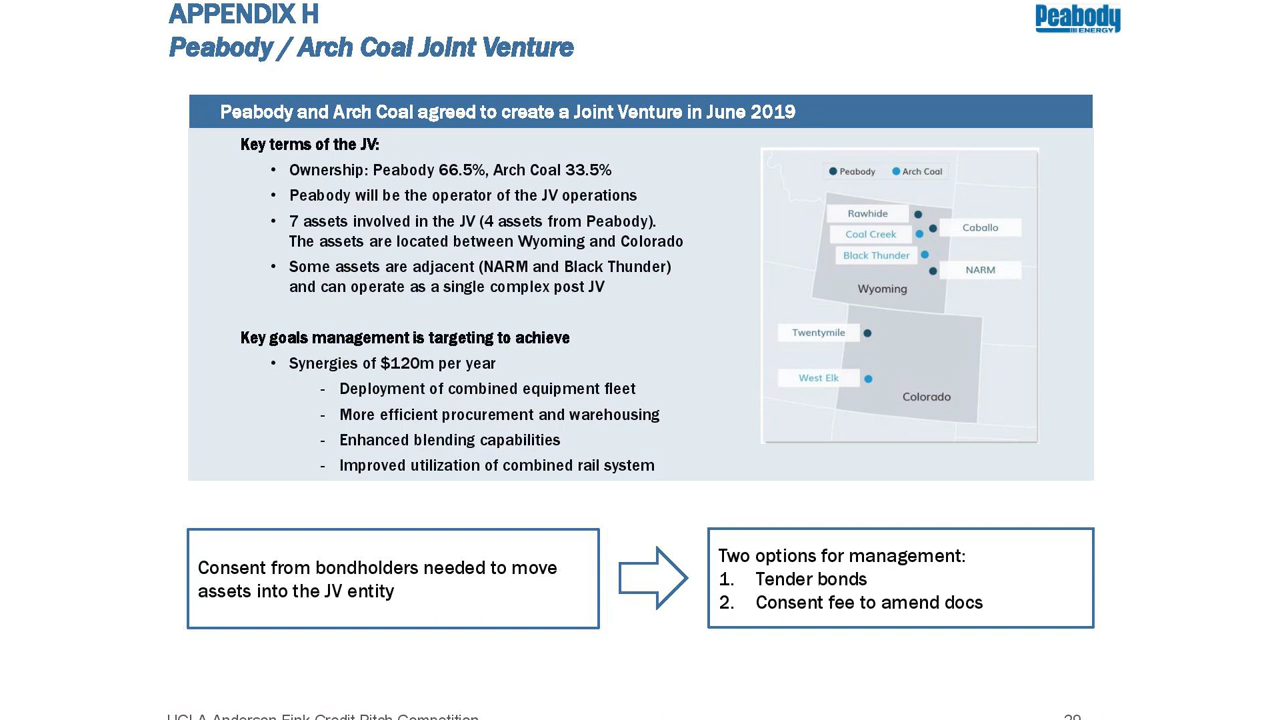 APPENDIX H
Peabody / Arch Coal Joint Venture
Peabody
ENERGY
Peabody and Arch Coal agreed to create a Joint Venture in June 2019
Key terms of the JV:
• Ownership: Peabody 66.5%, Arch Coal 33.5%
• Peabody will be the operator of the JV operations
• 7 assets involved in the JV (4 assets from Peabody).
The assets are located between Wyoming and Colorado
• Some assets are adjacent (NARM and Black Thunder)
and can operate as a single complex post JV
Key goals management is targeting to achieve
• Synergies of $120m per year
- Deployment of combined equipment fleet
- More efficient procurement and warehousing
- Enhanced blending capabilities
- Improved utilization of combined rail system
Peabody Arch Coal
Rawhide
Coal Creek
Caballo
Black Thunder
NARM
Wyoming
Twentymile
West Elk
Colorado
Consent from bondholders needed to move
assets into the JV entity
Two options for management:
1. Tender bonds
2. Consent fee to amend docs
UCLA Anderson Fink Credit Pitch Competition
29